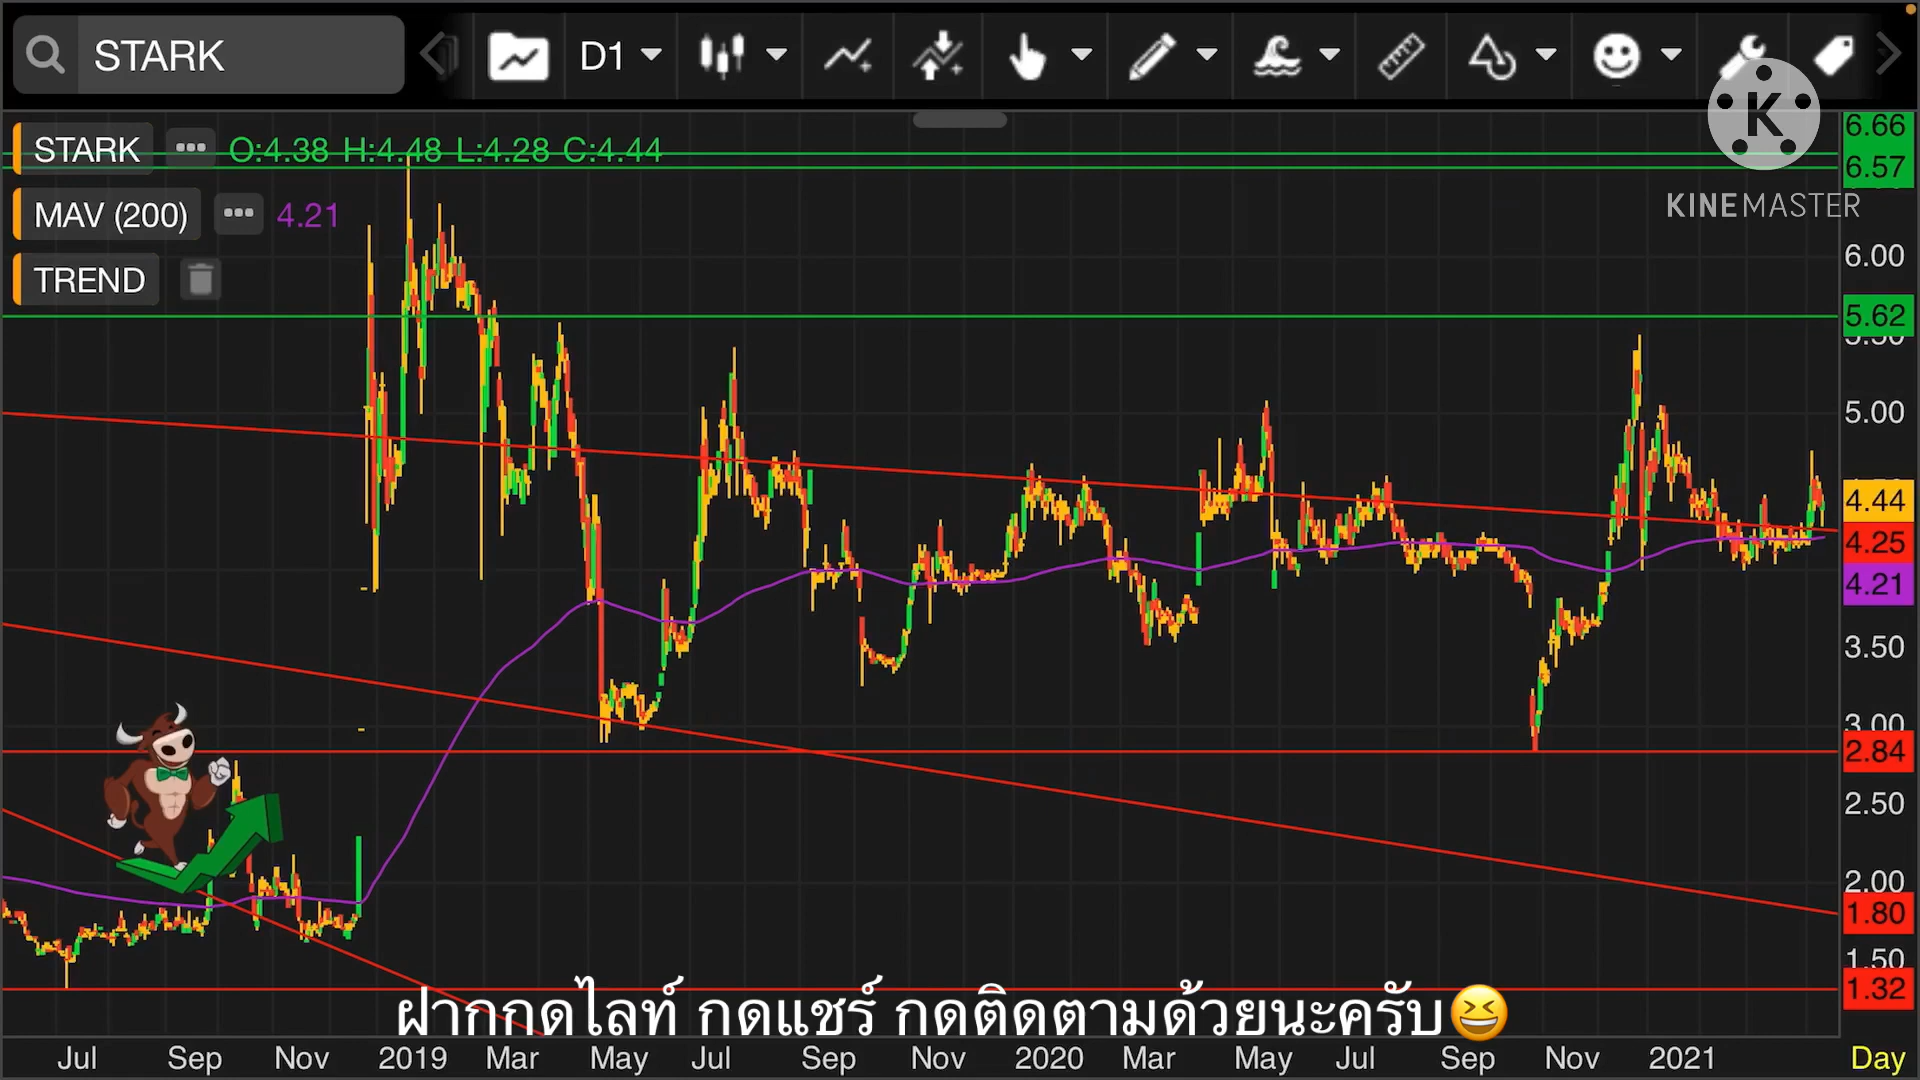 STARK D1
6.66
STARK O:4.38 H:4.48 L:4.28 C:4.44
6.57
K
KINEMASTER
MAV (200) 4.21
6.00
TREND
5.62
5.50
5.00
4.44
4.25
4.21
3.50
3.00
2.84
2.50
2.00
1.80
1.50
1.32
ฝากกดไลท์ กดแชร์ กดติดตามด้วยนะครับ😆
Jul Sep Nov 2019 Mar May Jul Sep Nov 2020 Mar May Jul Sep Nov 2021 Day